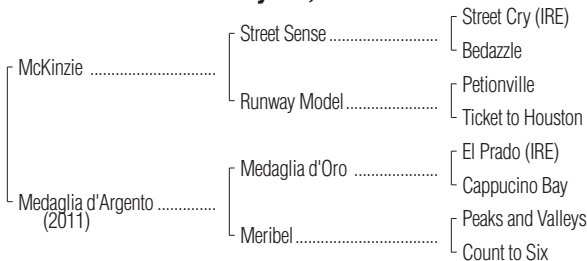 Street Cry (IRE)
Street Sense ..............................
Bedazzle
McKinzie ..................................
Petionville
Runway Model..........................
Ticket to Houston
El Prado (IRE)
Medaglia d'Oro .......................
Cappucino Bay
Medaglia d'Argento ...............
(2011)
Peaks and Valleys
Meribel.......................................
Count to Six